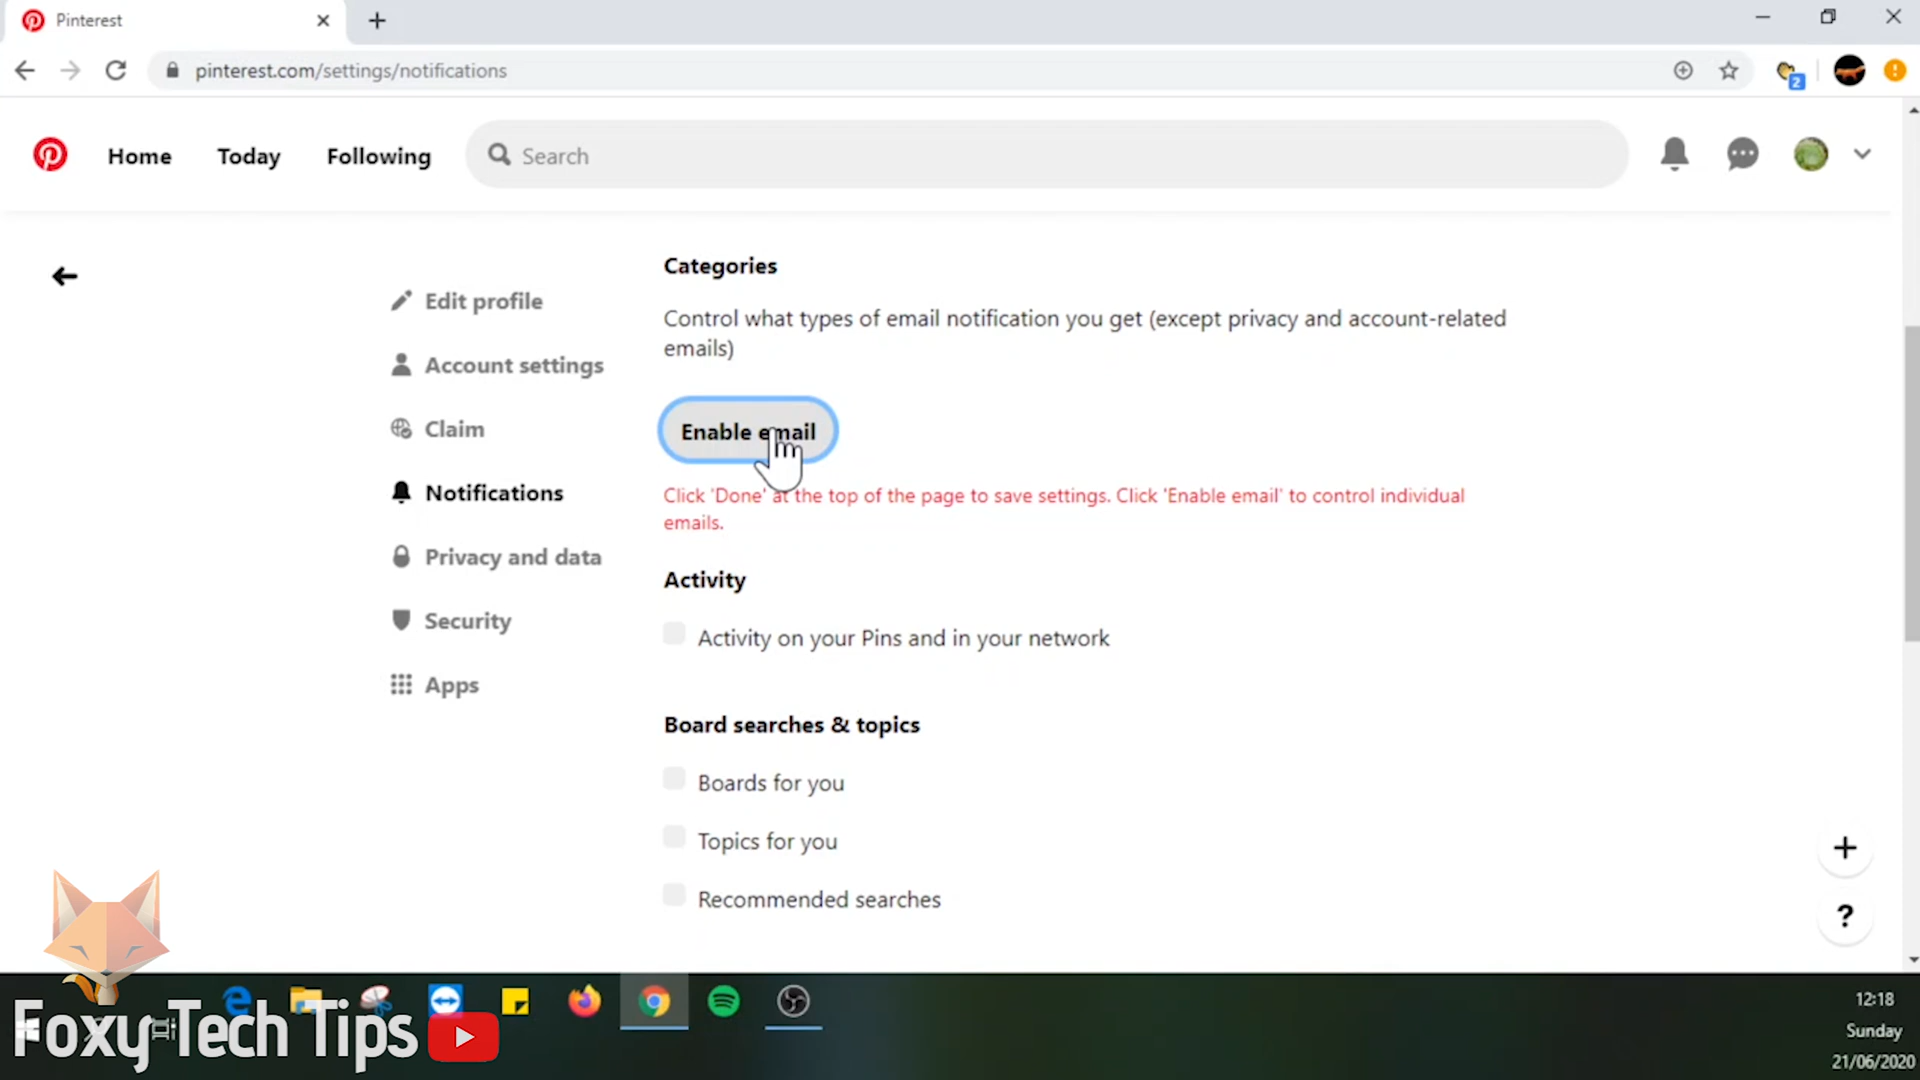 Pinterest
pinterest.com/settings/notifications
2
Home
Today
Following
Search
Categories
Control what types of email notification you get (except privacy and account-related
emails)
Edit profile
Account settings
Claim
Notifications
Privacy and data
Security
Apps
Enable email
Click 'Done' at the top of the page to save settings. Click 'Enable email' to control individual
emails.
Activity
Activity on your Pins and in your network
Board searches & topics
Boards for you
Topics for you
Recommended searches
+
?
Foxy Tech Tips
12:18
Sunday
21/06/2020